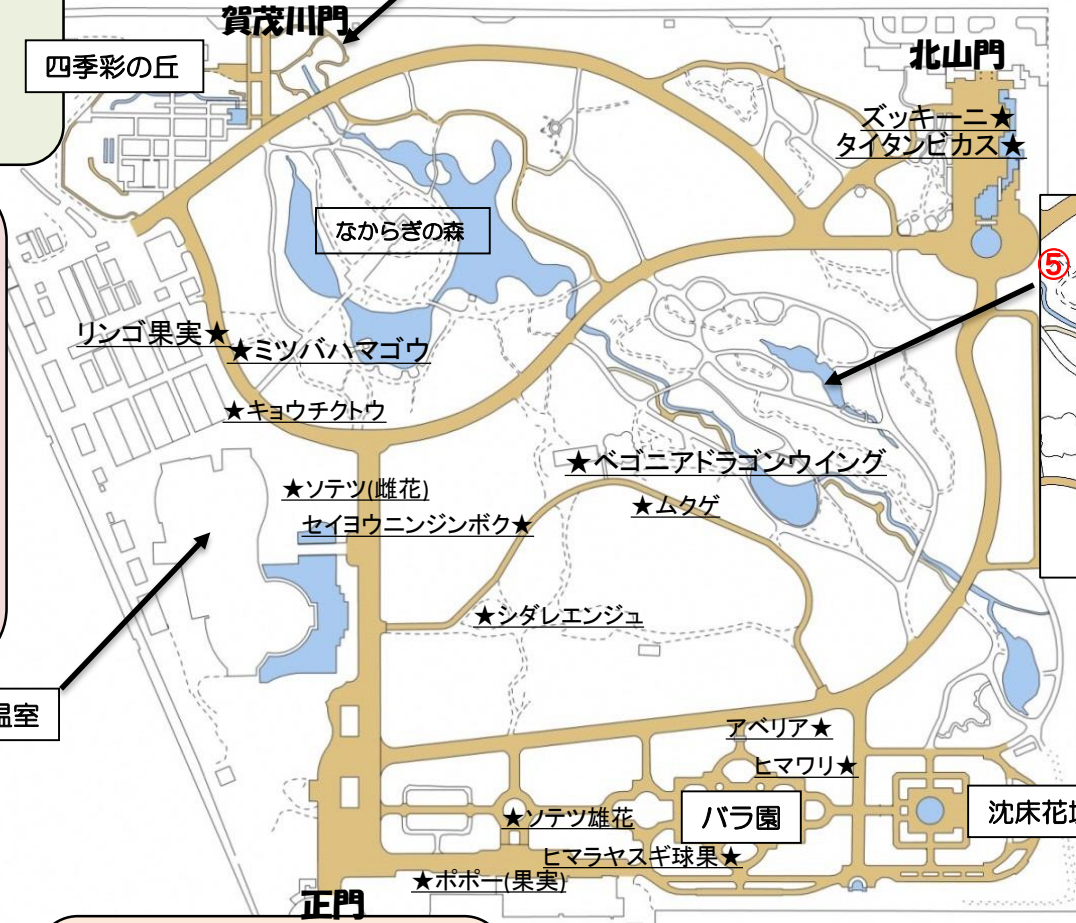 賀茂川門
四季彩の丘
北山門
ズッキーニ★
タイタンビカス★
なからぎの森
⑤
リンゴ果実★
★ミツバハマゴウ
★キョウチクトウ
★ベゴニアドラゴンウイング
★ソテツ(雌花)
★ムクゲ
セイヨウニンジンボク★
★シダレエンジュ
温室
アベリア★
ヒマワリ★
バラ園
沈床花壇
★ソテツ雄花
ヒマラヤスギ球果★
★ポポー(果実)
正門